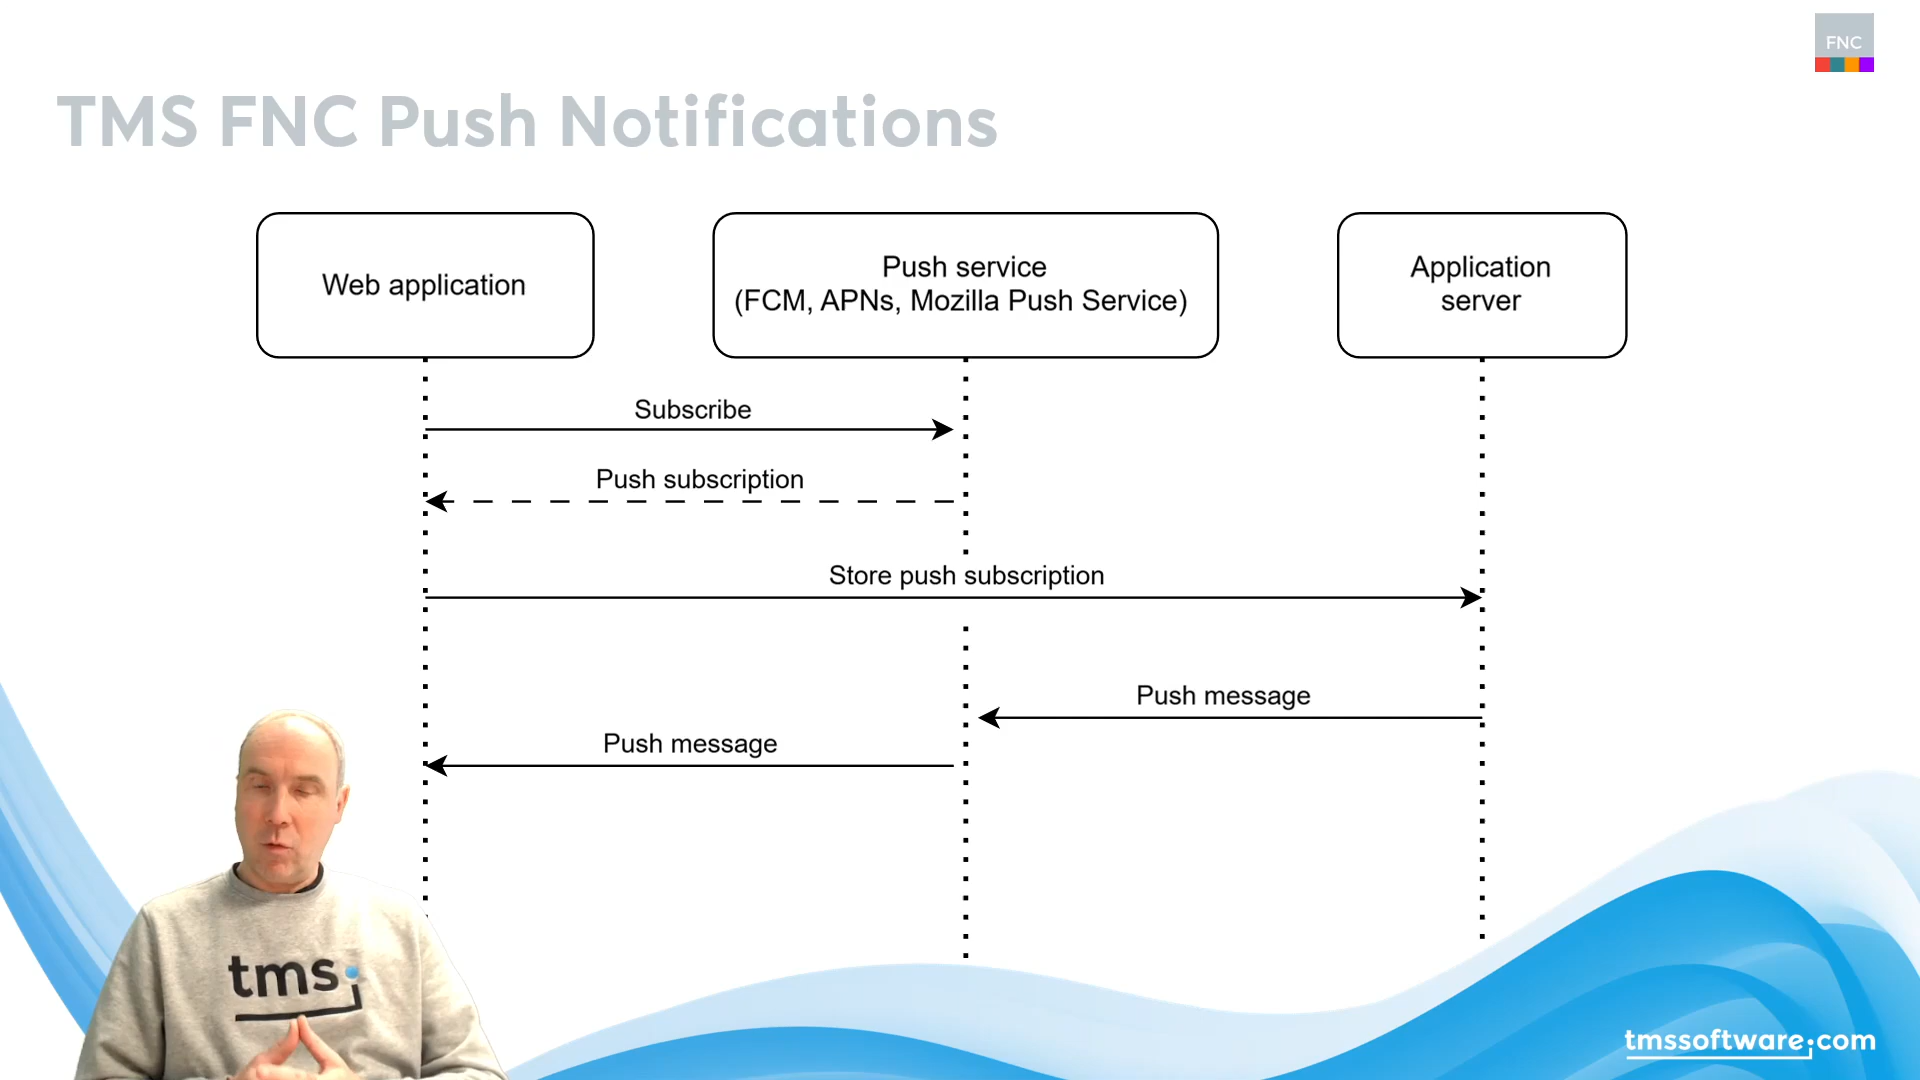 FNC
TMS FNC Push Notifications
Web application
Push service
(FCM, APNs, Mozilla Push Service)
Application
server
Subscribe
Push subscription
Store push subscription
Push message
Push message
tms
tmssoftware.com